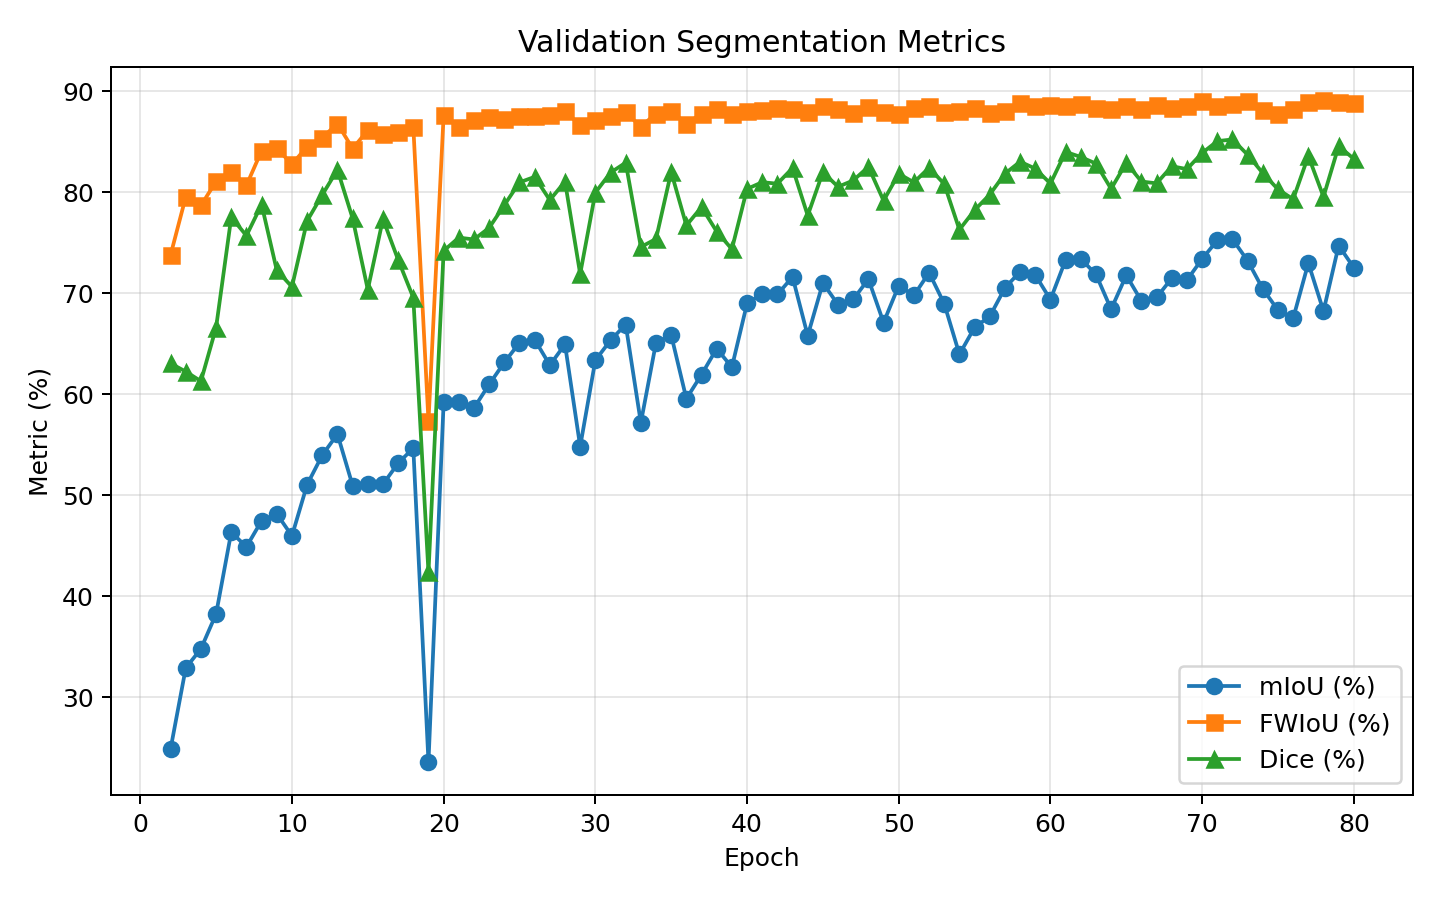 Validation Segmentation Metrics
Metric (%)
90
80
70
60
50
40
30
0 10 20 30 40 50 60 70 80
Epoch
mIoU (%)
FWIoU (%)
Dice (%)